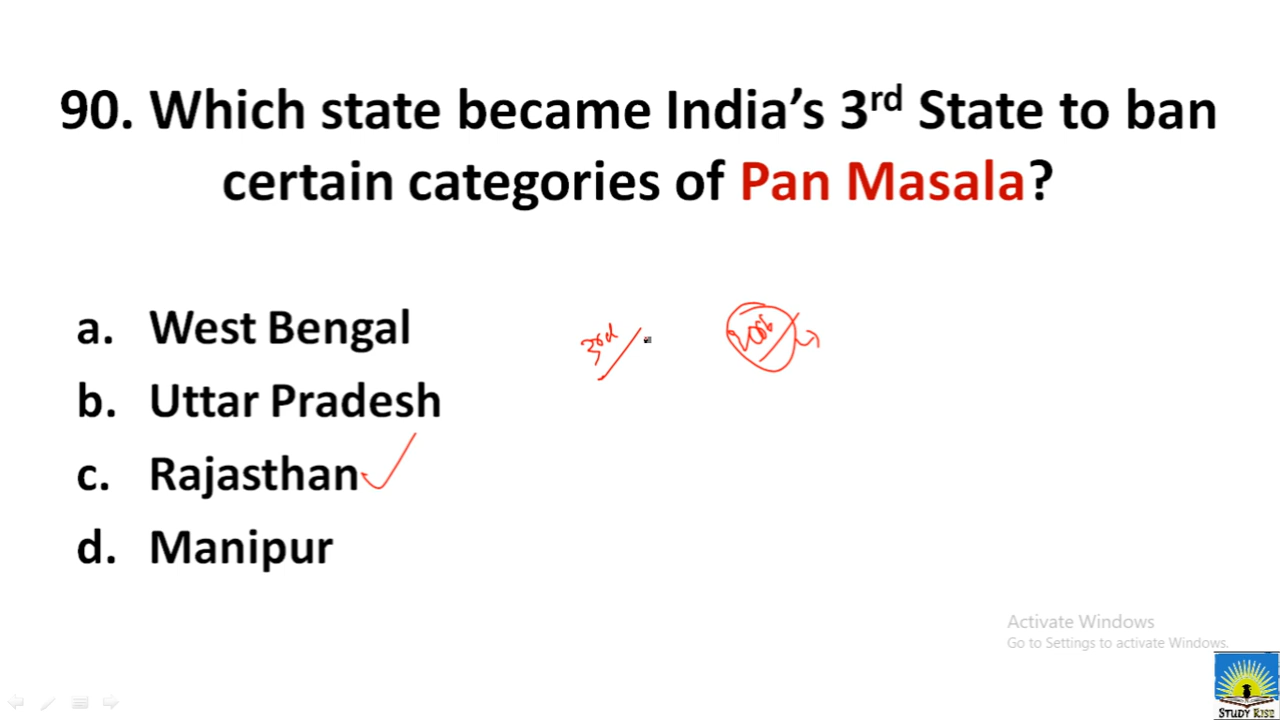 90. Which state became India’s 3rd State to ban
certain categories of Pan Masala?
a. West Bengal
3rd
b. Uttar Pradesh
c. Rajasthan
d. Manipur
Activate Windows
Go to Settings to activate Windows.
STUDY RISE